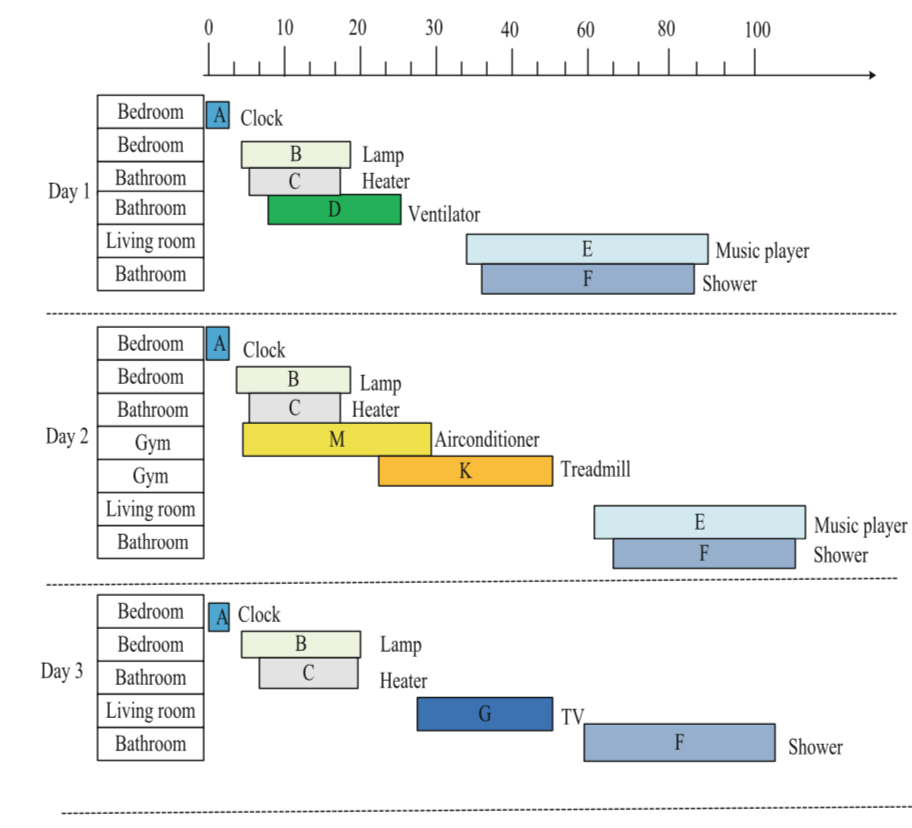 0 10 20 30 40 60 80 100
Bedroom A Clock
Bedroom B Lamp
Bathroom C Heater
Day 1
Bathroom D Ventilator
Living room E Music player
Bathroom F Shower
Bedroom A Clock
Bedroom B Lamp
Bathroom C Heater
Day 2
Gym M Airconditioner
Gym K Treadmill
Living room E Music player
Bathroom F Shower
Bedroom A Clock
Bedroom B Lamp
Day 3
Bathroom C Heater
Living room G TV
Bathroom F Shower